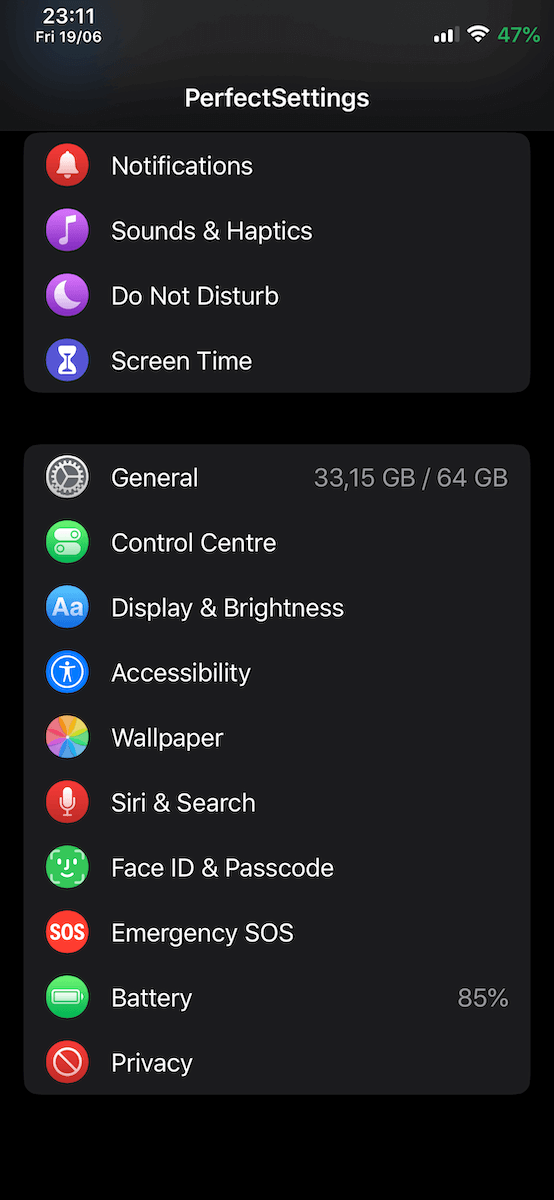 23:11
Fri 19/06
47%
PerfectSettings
Notifications
Sounds & Haptics
Do Not Disturb
Screen Time
General 33,15 GB / 64 GB
Control Centre
Aa Display & Brightness
Accessibility
Wallpaper
Siri & Search
Face ID & Passcode
SOS Emergency SOS
Battery 85%
Privacy